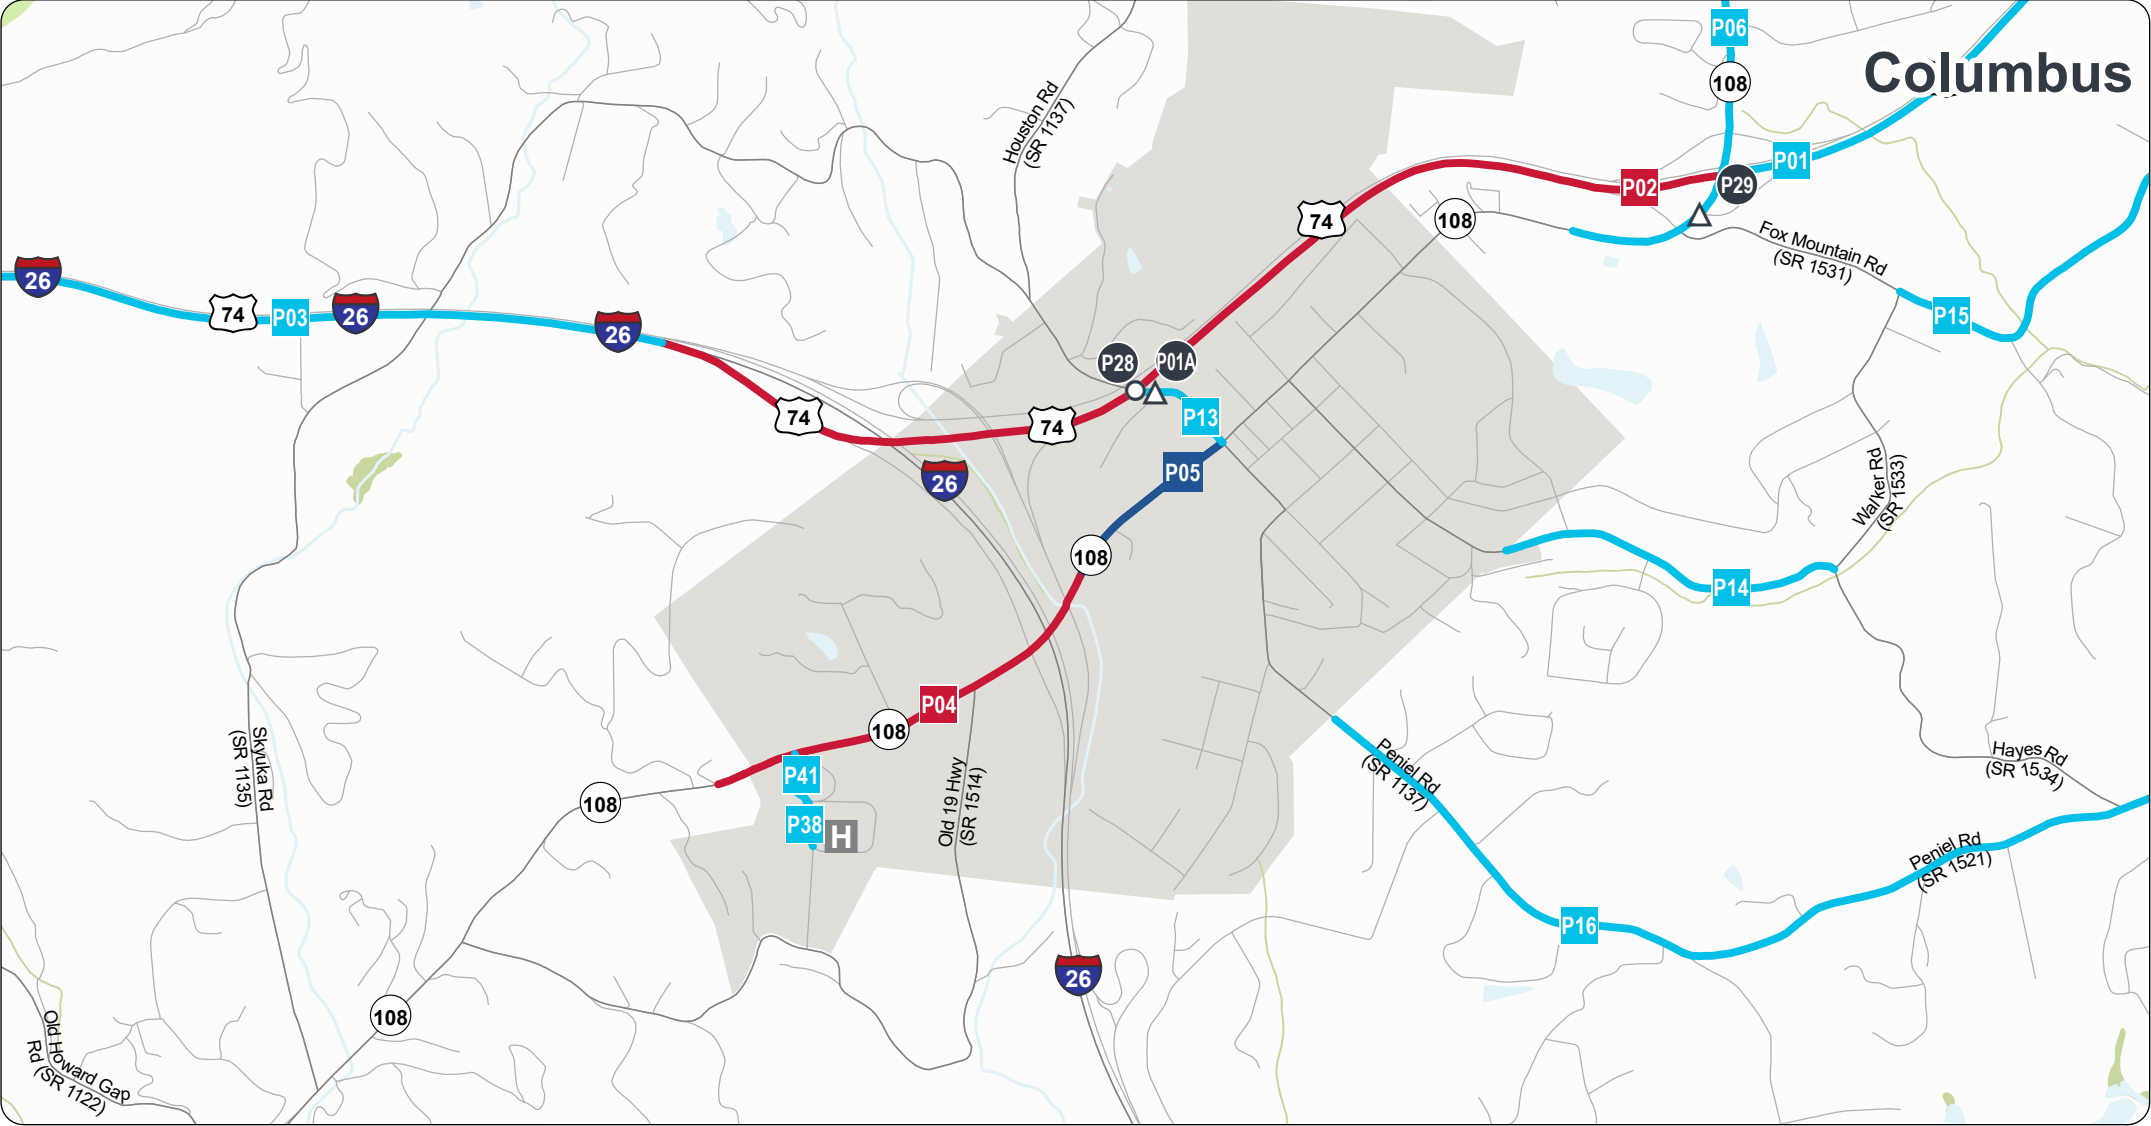 P06
108
Columbus
Houston Rd
(SR 1137)
P01
P02
P29
74
108
Fox Mountain Rd
(SR 1531)
26
74
P03
26
26
P15
P28
P01A
74
74
P13
26
P05
Walker Rd
(SR 1533)
108
P14
P04
108
Skyuka Rd
(SR 1135)
P41
108
P38
H
Old 19 Hwy
(SR 1514)
Peniel Rd
(SR 1137)
Hayes Rd
(SR 1534)
Peniel Rd
(SR 1521)
P16
26
108
Old Howard Gap
Rd (SR 1122)